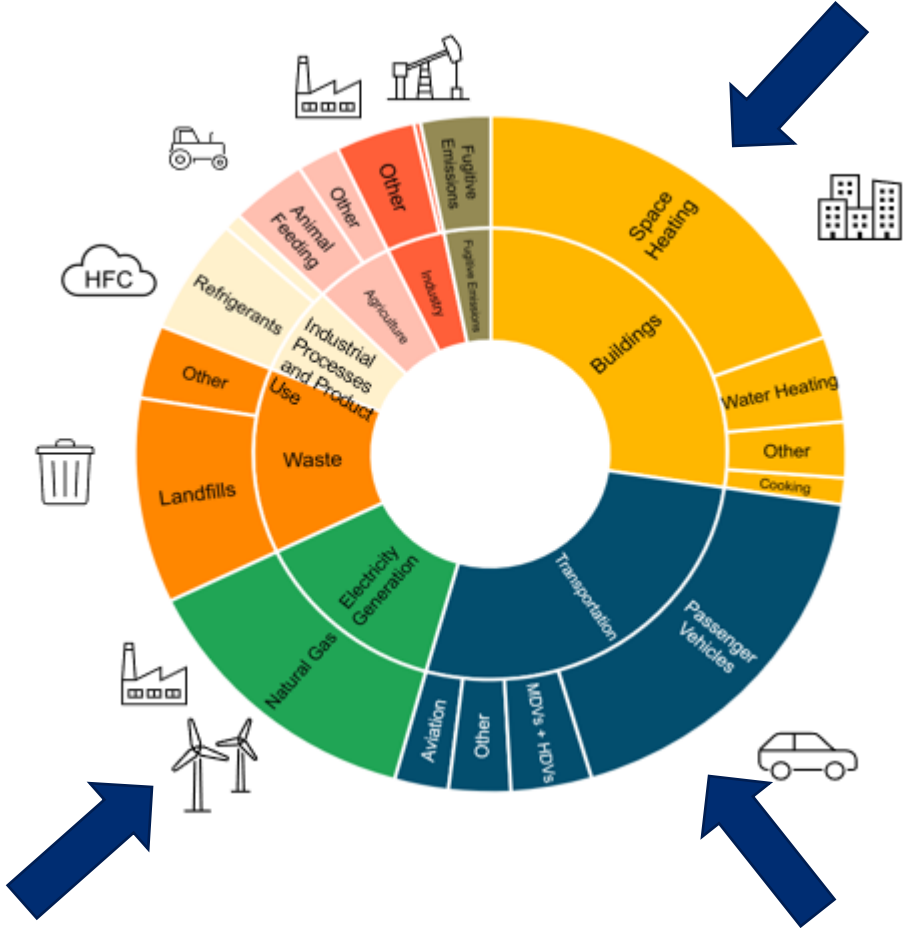 Fugitive
Emissions
Other
Other
Animal
Feeding
HFC
Refrigerants
Space
Heating
Fugitive Emissions
Industry
Agriculture
Industrial
Processes
and Product
Use
Buildings
Water Heating
Other
Cooking
Other
Waste
Landfills
Electricity
Generation
Transportation
Passenger
Vehicles
Natural Gas
Aviation
Other
MDVs + HDVs